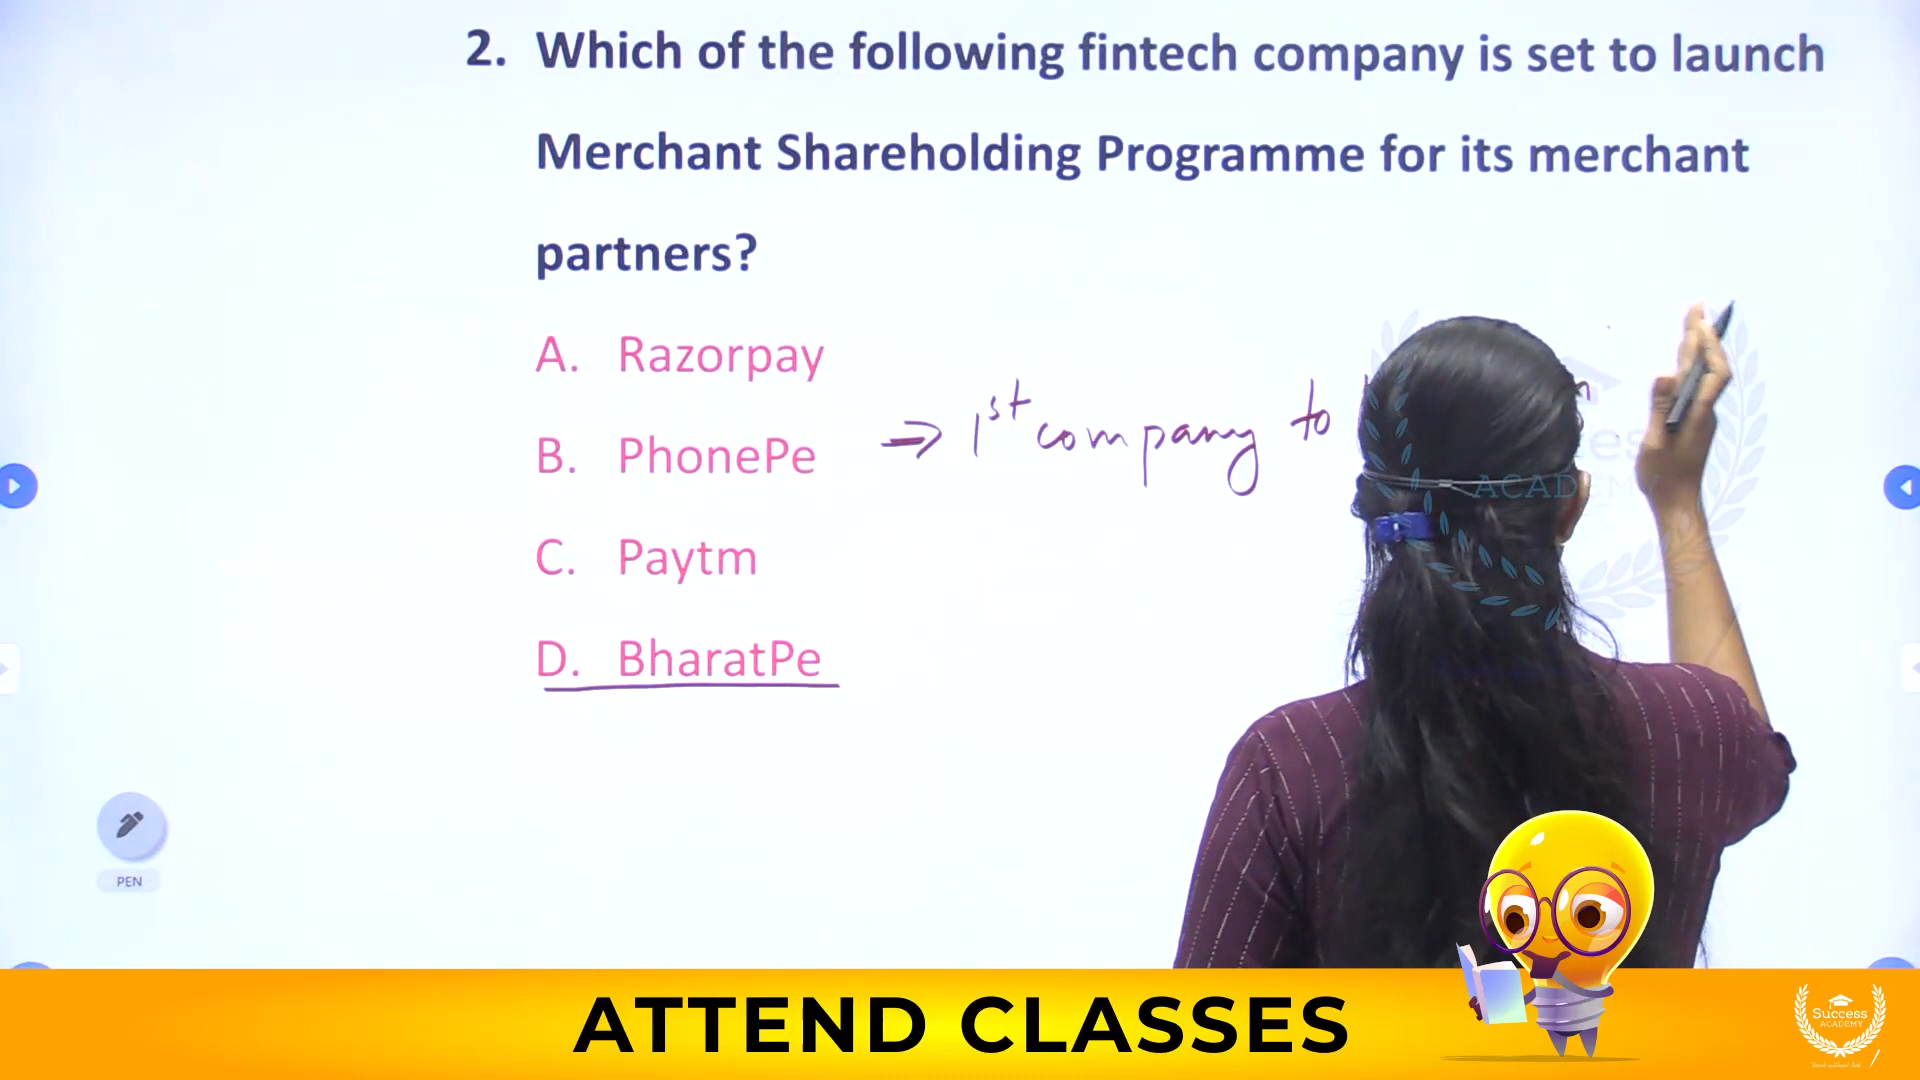 2. Which of the following fintech company is set to launch
Merchant Shareholding Programme for its merchant
partners?
A. Razorpay
B. PhonePe
⇒ 1st company to
C. Paytm
D. BharatPe
ACADEMY
PEN
ATTEND CLASSES
Success
ACADEMY